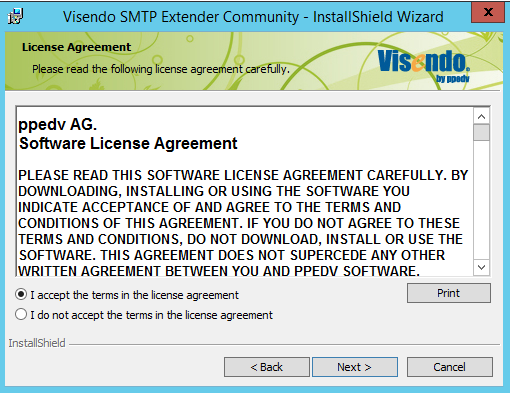 Visendo SMTP Extender Community - InstallShield Wizard
x
License Agreement
Please read the following license agreement carefully.
Visendo.
by ppedv
ppedv AG.
Software License Agreement
PLEASE READ THIS SOFTWARE LICENSE AGREEMENT CAREFULLY. BY
DOWNLOADING, INSTALLING OR USING THE SOFTWARE YOU
INDICATE ACCEPTANCE OF AND AGREE TO THE TERMS AND
CONDITIONS OF THIS AGREEMENT. IF YOU DO NOT AGREE TO THESE
TERMS AND CONDITIONS, DO NOT DOWNLOAD, INSTALL OR USE THE
SOFTWARE. THIS AGREEMENT DOES NOT SUPERCEDE ANY OTHER
WRITTEN AGREEMENT BETWEEN YOU AND PPEDV SOFTWARE.
I accept the terms in the license agreement
Print
I do not accept the terms in the license agreement
InstallShield
< Back
Next >
Cancel